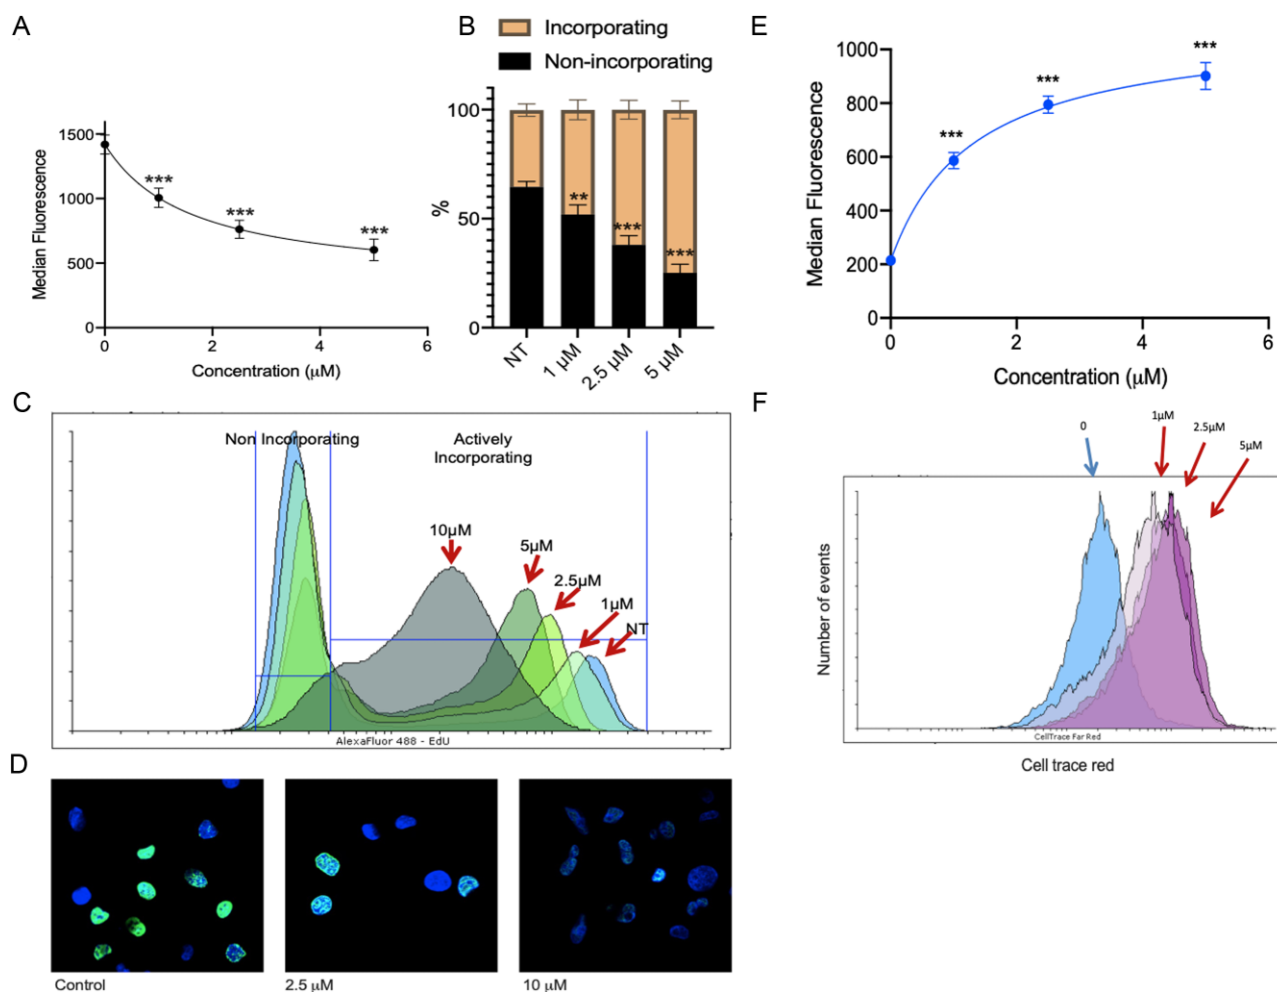 A
1500
1000
500
0
***
***
***
0
2
4
6
Median Fluorescence
Concentration (μM)
B
Incorporating
Non-incorporating
100
50
0
%
**
***
***
NT
1 μM
2.5 μM
5 μM
E
1000
800
600
400
200
0
***
***
***
0
2
4
6
Median Fluorescence
Concentration (μM)
C
Non Incorporating
Actively
Incorporating
10μM
5μM
2.5μM
1μM
NT
AlexaFluor 488 - EdU
F
0
1μM
2.5μM
5μM
Number of events
CellTrace Far Red
Cell trace red
D
Control
2.5 μM
10 μM